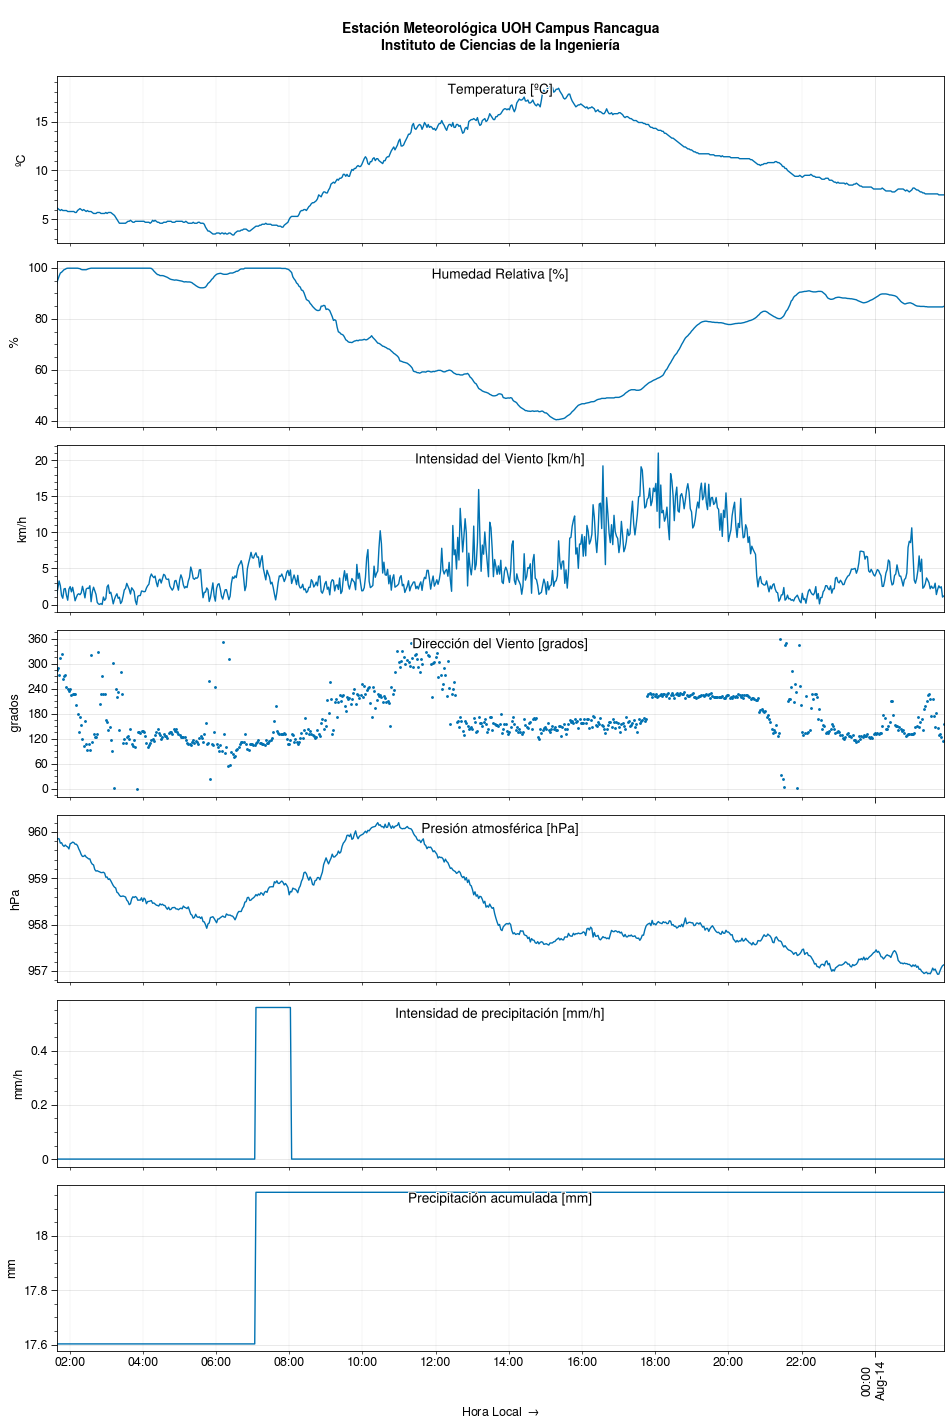 Estación Meteorológica UOH Campus Rancagua
Instituto de Ciencias de la Ingeniería
Temperatura [ºC]
15
10
5
ºC
Humedad Relativa [%]
100
80
60
40
%
Intensidad del Viento [km/h]
20
15
10
5
0
km/h
Dirección del Viento [grados]
360
300
240
180
120
60
0
grados
Presión atmosférica [hPa]
960
959
958
957
hPa
Intensidad de precipitación [mm/h]
0.4
0.2
0
mm/h
Precipitación acumulada [mm]
18
17.8
17.6
mm
02:00 04:00 06:00 08:00 10:00 12:00 14:00 16:00 18:00 20:00 22:00 00:00
Aug-14
Hora Local →